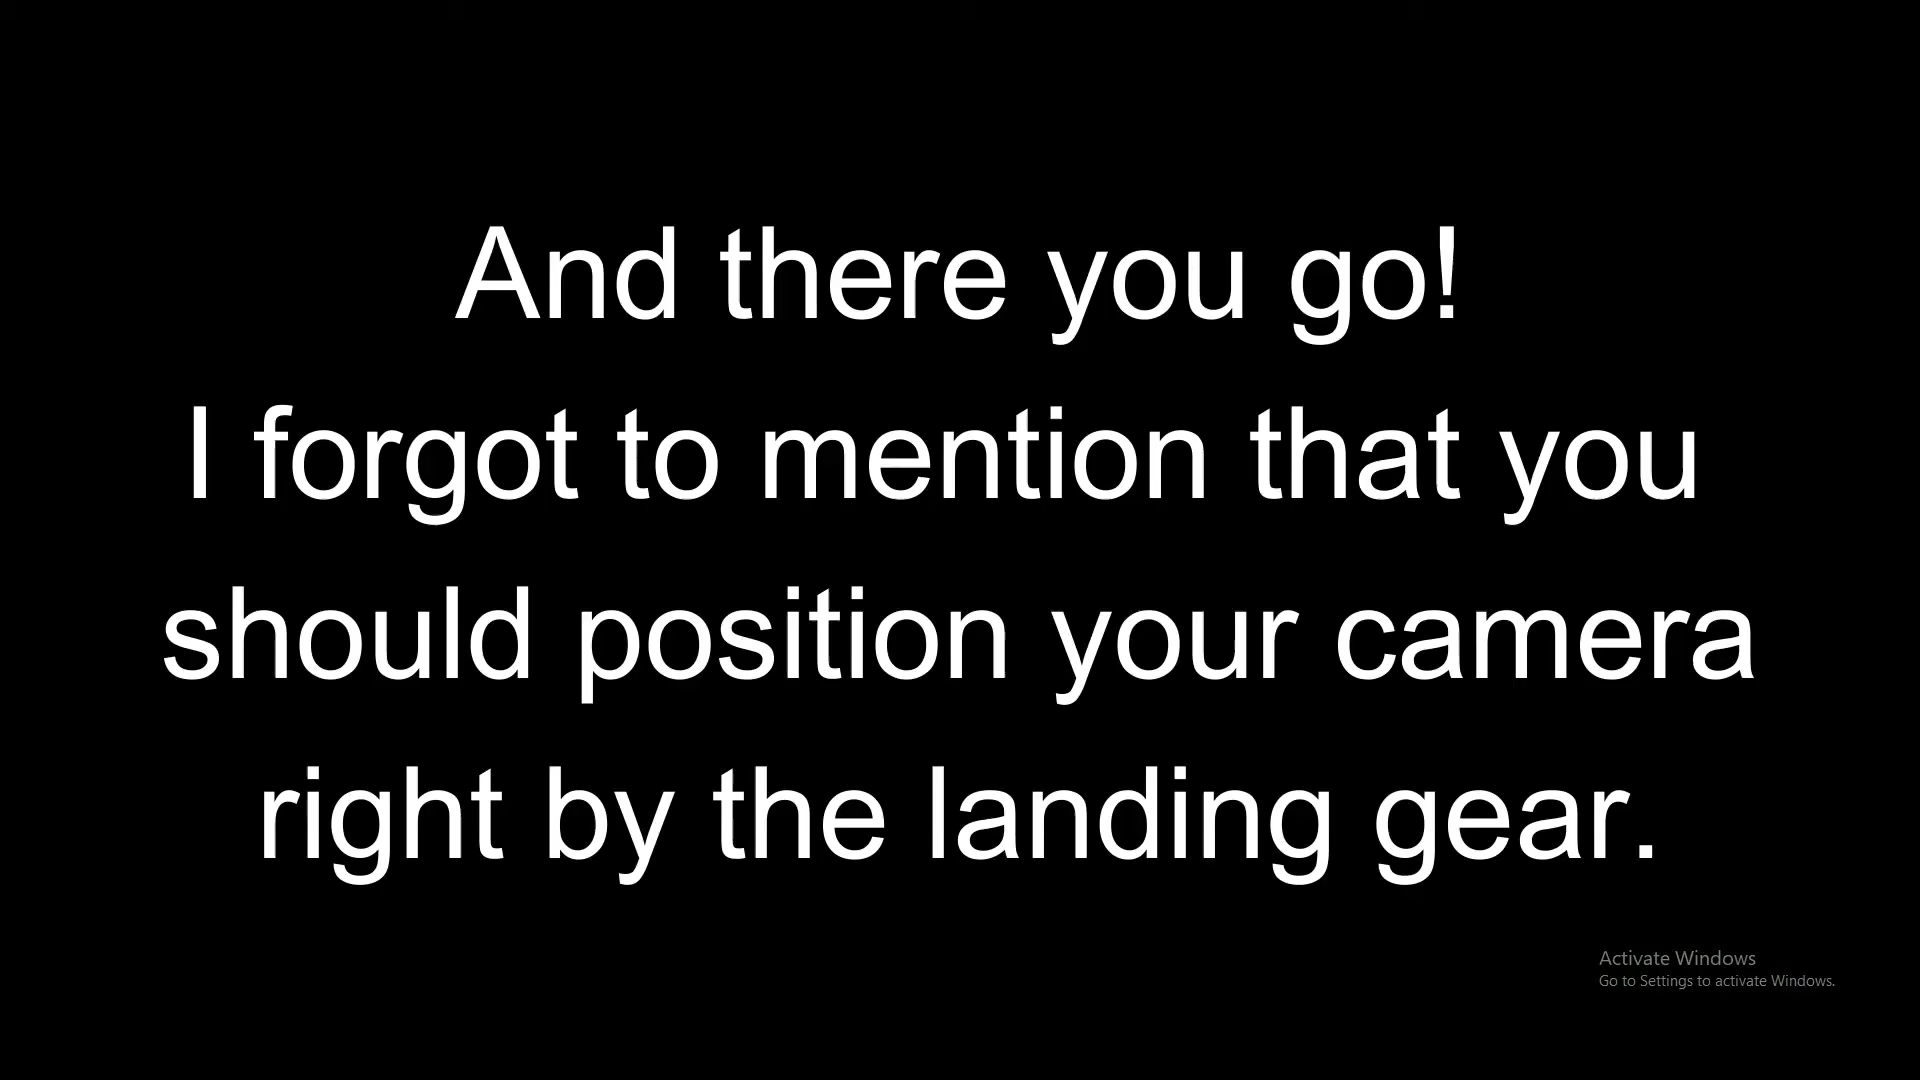 And there you go!
I forgot to mention that you
should position your camera
right by the landing gear.
Activate Windows
Go to Settings to activate Windows.